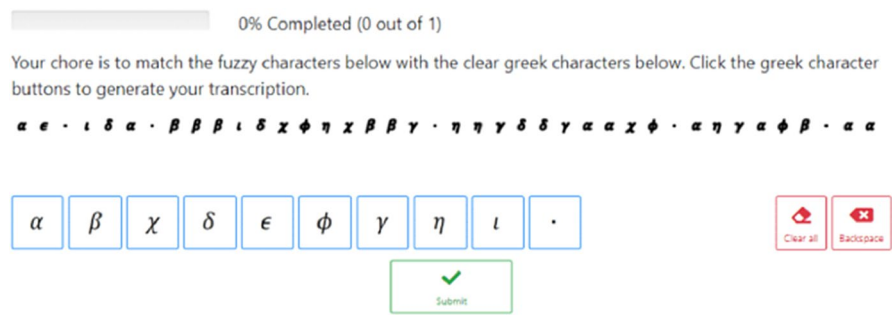 0% Completed (0 out of 1)
Your chore is to match the fuzzy characters below with the clear greek characters below. Click the greek character
buttons to generate your transcription.
α ϵ · ι δ α · β β β ι δ χ ϕ η χ β β γ · η η γ δ δ γ α α χ ϕ · α η γ α ϕ β · α α
α β χ δ ϵ ϕ γ η ι ·
Clear all Backspace
Submit